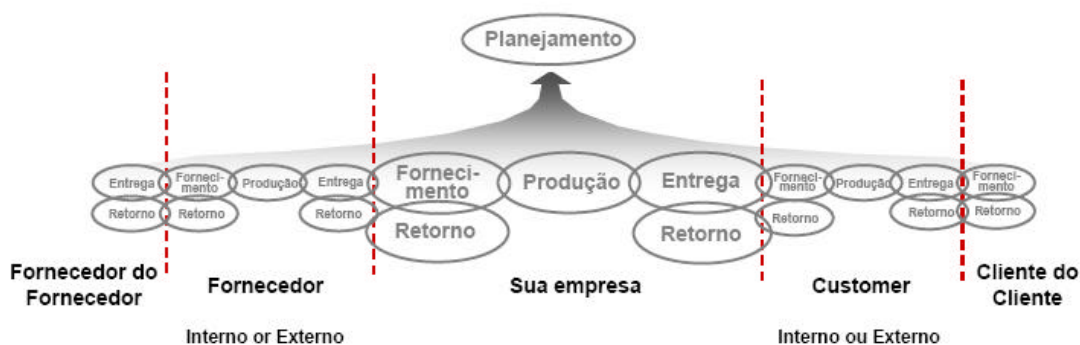 Planejamento
Entrega
Forneci-
mento
Produção
Entrega
Forneci-
mento
Produção
Entrega
Forneci-
mento
Produção
Entrega
Forneci-
mento
Retorno
Retorno
Retorno
Retorno
Retorno
Retorno
Retorno
Retorno
Fornecedor do
Fornecedor
Fornecedor
Sua empresa
Customer
Cliente do
Cliente
Interno or Externo
Interno ou Externo